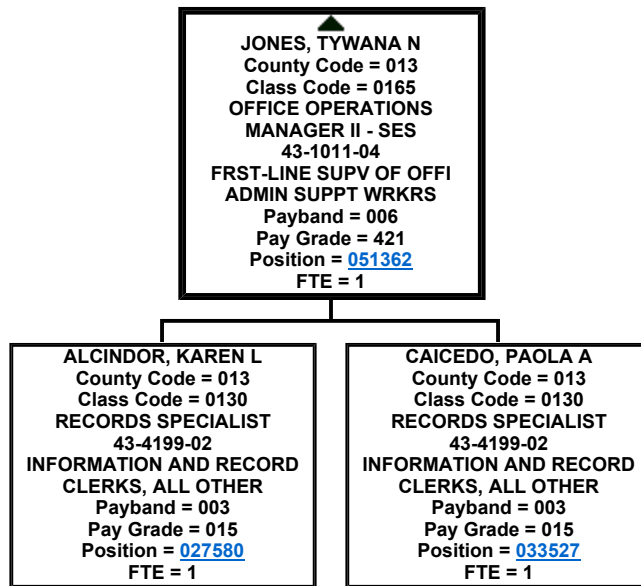 JONES, TYWANA N
County Code = 013
Class Code = 0165
OFFICE OPERATIONS
MANAGER II - SES
43-1011-04
FRST-LINE SUPV OF OFFI
ADMIN SUPPT WRKRS
Payband = 006
Pay Grade = 421
Position = 051362
FTE = 1
ALCINDOR, KAREN L
County Code = 013
Class Code = 0130
RECORDS SPECIALIST
43-4199-02
INFORMATION AND RECORD
CLERKS, ALL OTHER
Payband = 003
Pay Grade = 015
Position = 027580
FTE = 1
CAICEDO, PAOLA A
County Code = 013
Class Code = 0130
RECORDS SPECIALIST
43-4199-02
INFORMATION AND RECORD
CLERKS, ALL OTHER
Payband = 003
Pay Grade = 015
Position = 033527
FTE = 1